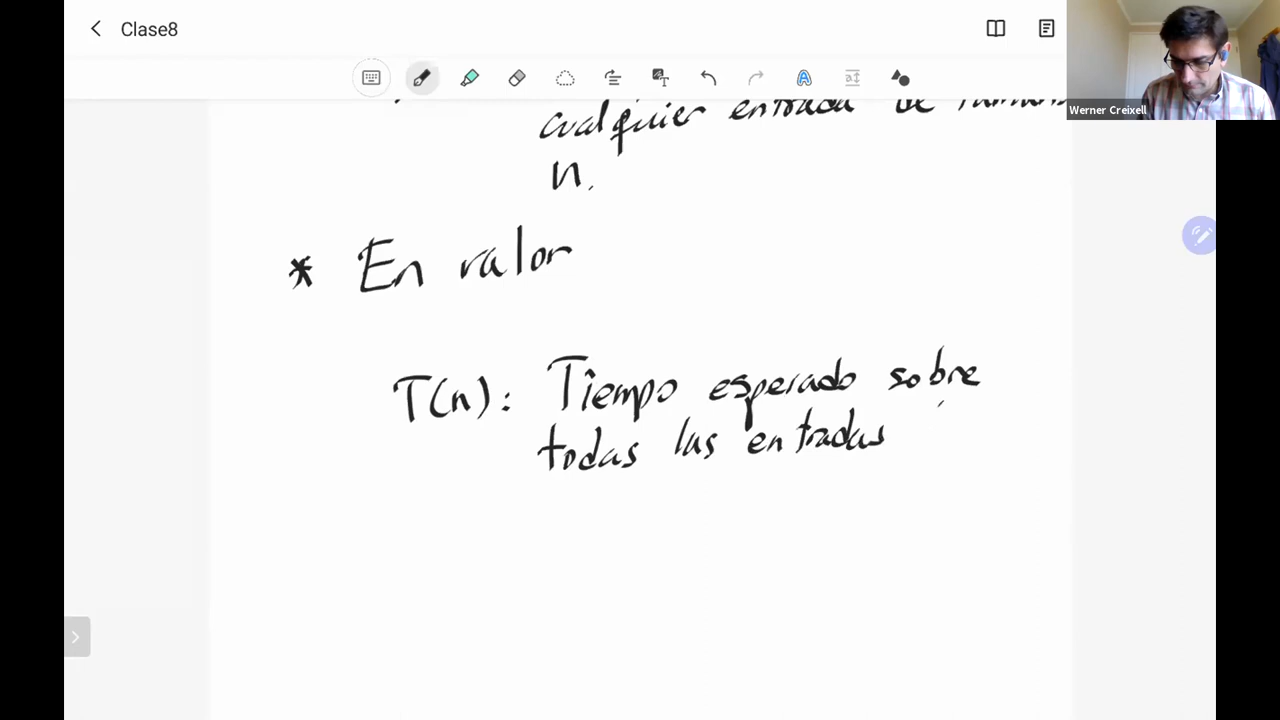 Clase8
Werner Creixell
cualquier entrada de
n.
* En valor
T(n): Tiempo esperado sobre
todas las entradas